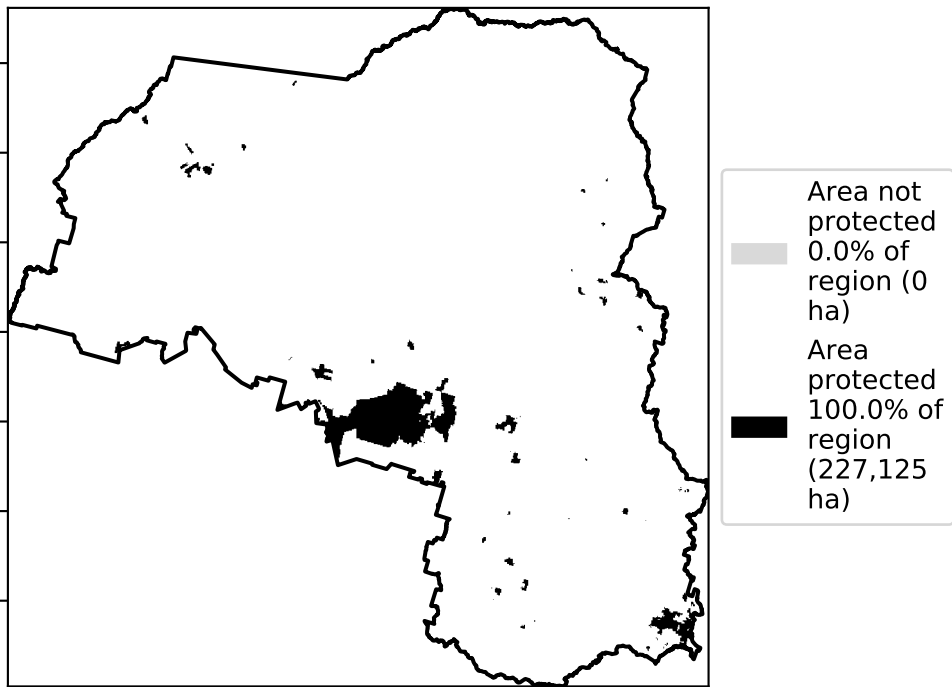 Area not
protected
0.0% of
region (0
ha)
Area
protected
100.0% of
region
(227,125
ha)